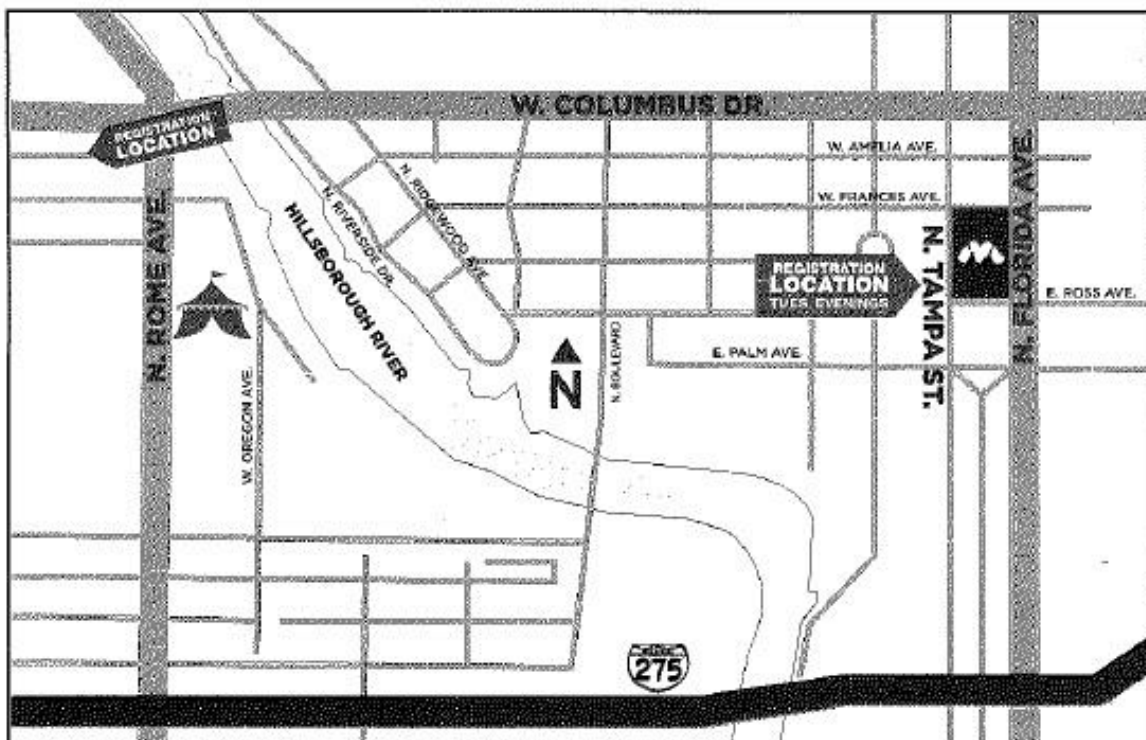 W. COLUMBUS DR.
REGISTRATION
LOCATION
W. AMELIA AVE.
N. RIDGEWOOD AVE.
W. FRANCES AVE.
N. RIVERSIDE DR.
HILLSBOROUGH RIVER
N. ROME AVE.
N. FLORIDA AVE.
N. TAMPA ST.
REGISTRATION
LOCATION
TUES. EVENINGS
E. ROSS AVE.
N. BOULEVARD
E. PALM AVE.
N
W. OREGON AVE.
275